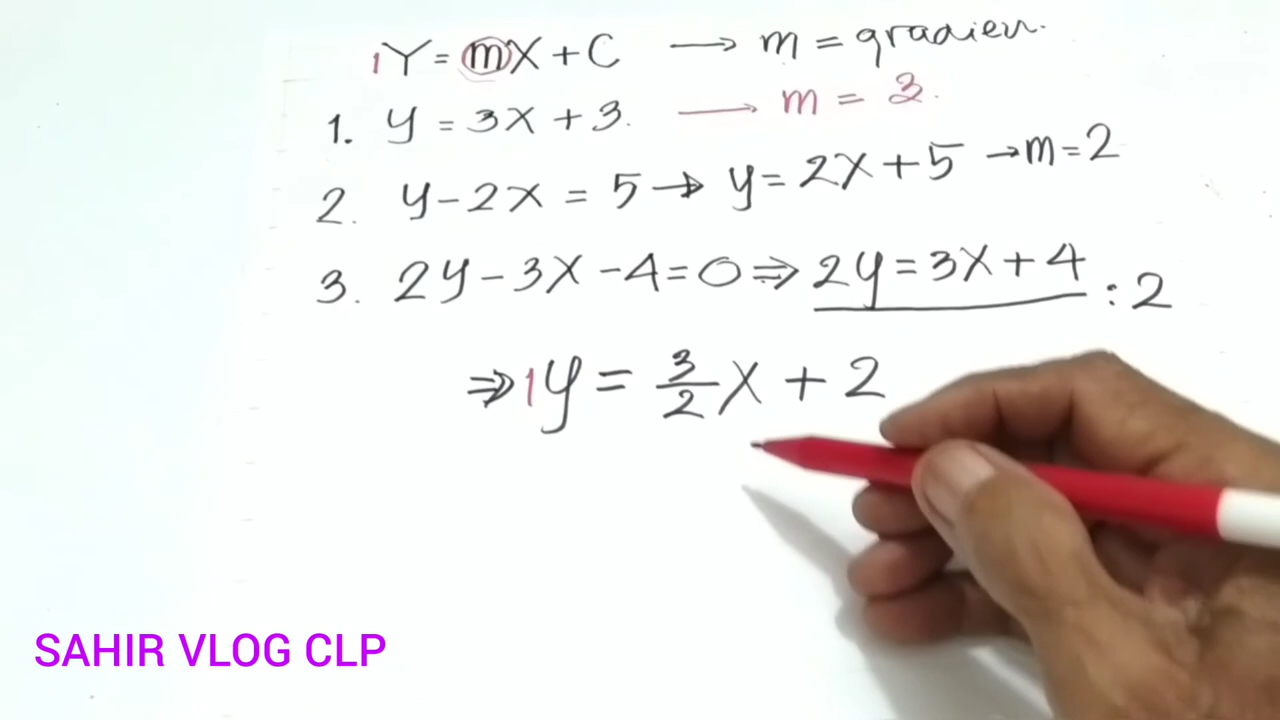 1Y = mX + C → m = gradien.
1. y = 3X + 3. → m = 3.
2. y - 2X = 5 → y = 2X + 5 → m = 2
3. 2y - 3X - 4 = 0 ⇒ 2y = 3X + 4 : 2
⇒ 1y = 3/2 X + 2
SAHIR VLOG CLP